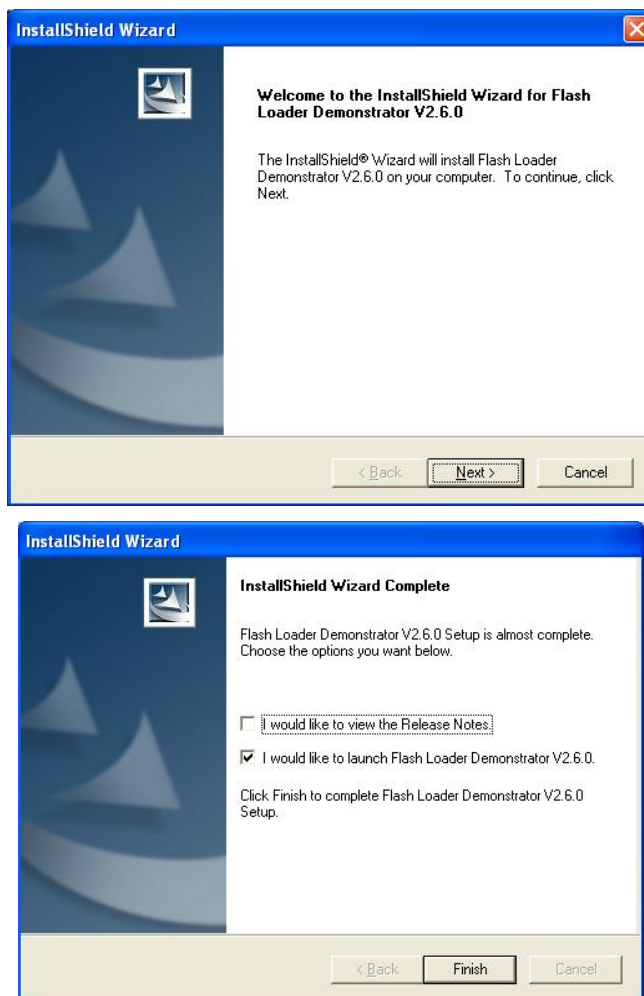 InstallShield Wizard
Welcome to the InstallShield Wizard for Flash
Loader Demonstrator V2.6.0
The InstallShield® Wizard will install Flash Loader
Demonstrator V2.6.0 on your computer. To continue, click
Next.
< Back
Next >
Cancel
InstallShield Wizard
InstallShield Wizard Complete
Flash Loader Demonstrator V2.6.0 Setup is almost complete.
Choose the options you want below.
I would like to view the Release Notes.
I would like to launch Flash Loader Demonstrator V2.6.0.
Click Finish to complete Flash Loader Demonstrator V2.6.0
Setup.
< Back
Finish
Cancel